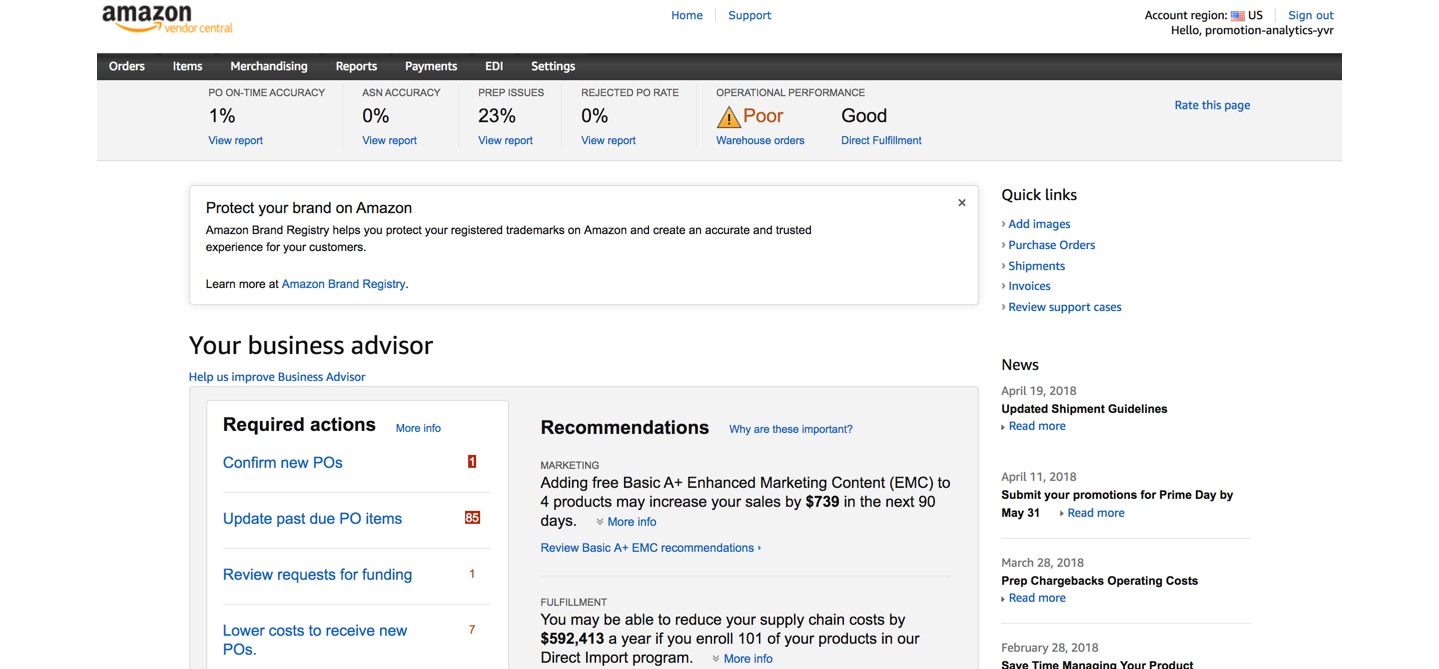 amazon
vendor central
Home
Support
Account region: US
Sign out
Hello, promotion-analytics-yvr
Orders
Items
Merchandising
Reports
Payments
EDI
Settings
PO ON-TIME ACCURACY
1%
View report
ASN ACCURACY
0%
View report
PREP ISSUES
23%
View report
REJECTED PO RATE
0%
View report
OPERATIONAL PERFORMANCE
Poor
Warehouse orders
Good
Direct Fulfillment
Rate this page
Protect your brand on Amazon
×
Amazon Brand Registry helps you protect your registered trademarks on Amazon and create an accurate and trusted
experience for your customers.
Learn more at Amazon Brand Registry.
Your business advisor
Help us improve Business Advisor
Required actions
More info
Confirm new POs
1
Update past due PO items
85
Review requests for funding
1
Lower costs to receive new
POs.
7
Recommendations
Why are these important?
MARKETING
Adding free Basic A+ Enhanced Marketing Content (EMC) to
4 products may increase your sales by $739 in the next 90
days. More info
Review Basic A+ EMC recommendations
FULFILLMENT
You may be able to reduce your supply chain costs by
$592,413 a year if you enroll 101 of your products in our
Direct Import program. More info
Quick links
Add images
Purchase Orders
Shipments
Invoices
Review support cases
News
April 19, 2018
Updated Shipment Guidelines
Read more
April 11, 2018
Submit your promotions for Prime Day by
May 31 Read more
March 28, 2018
Prep Chargebacks Operating Costs
Read more
February 28, 2018
Save Time Managing Your Product